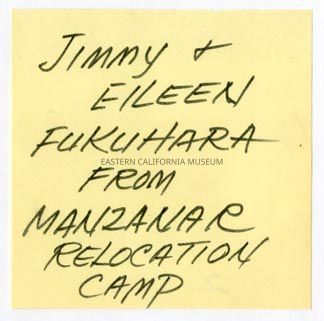 JIMMY +
EILEEN
FUKUHARA
EASTERN CALIFORNIA MUSEUM
FROM
MANZANAR
RELOCATION
CAMP